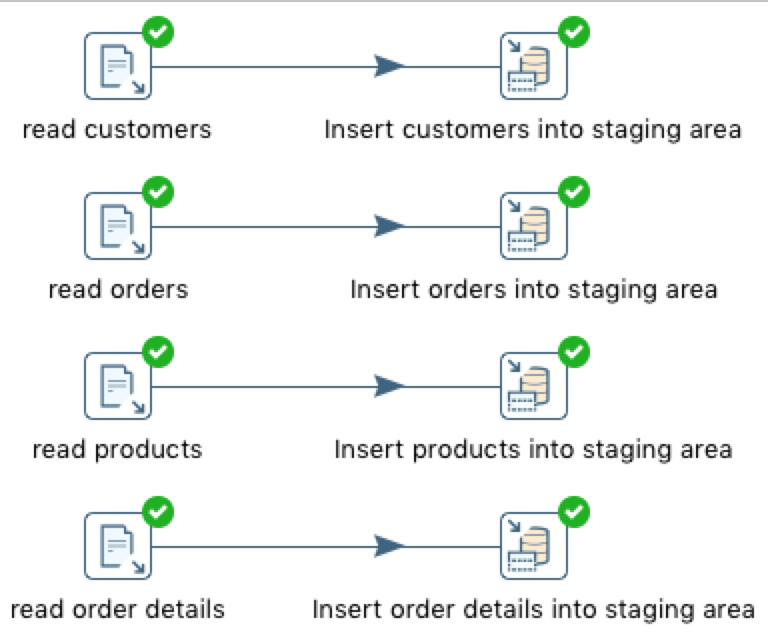 read customers
Insert customers into staging area
read orders
Insert orders into staging area
read products
Insert products into staging area
read order details
Insert order details into staging area